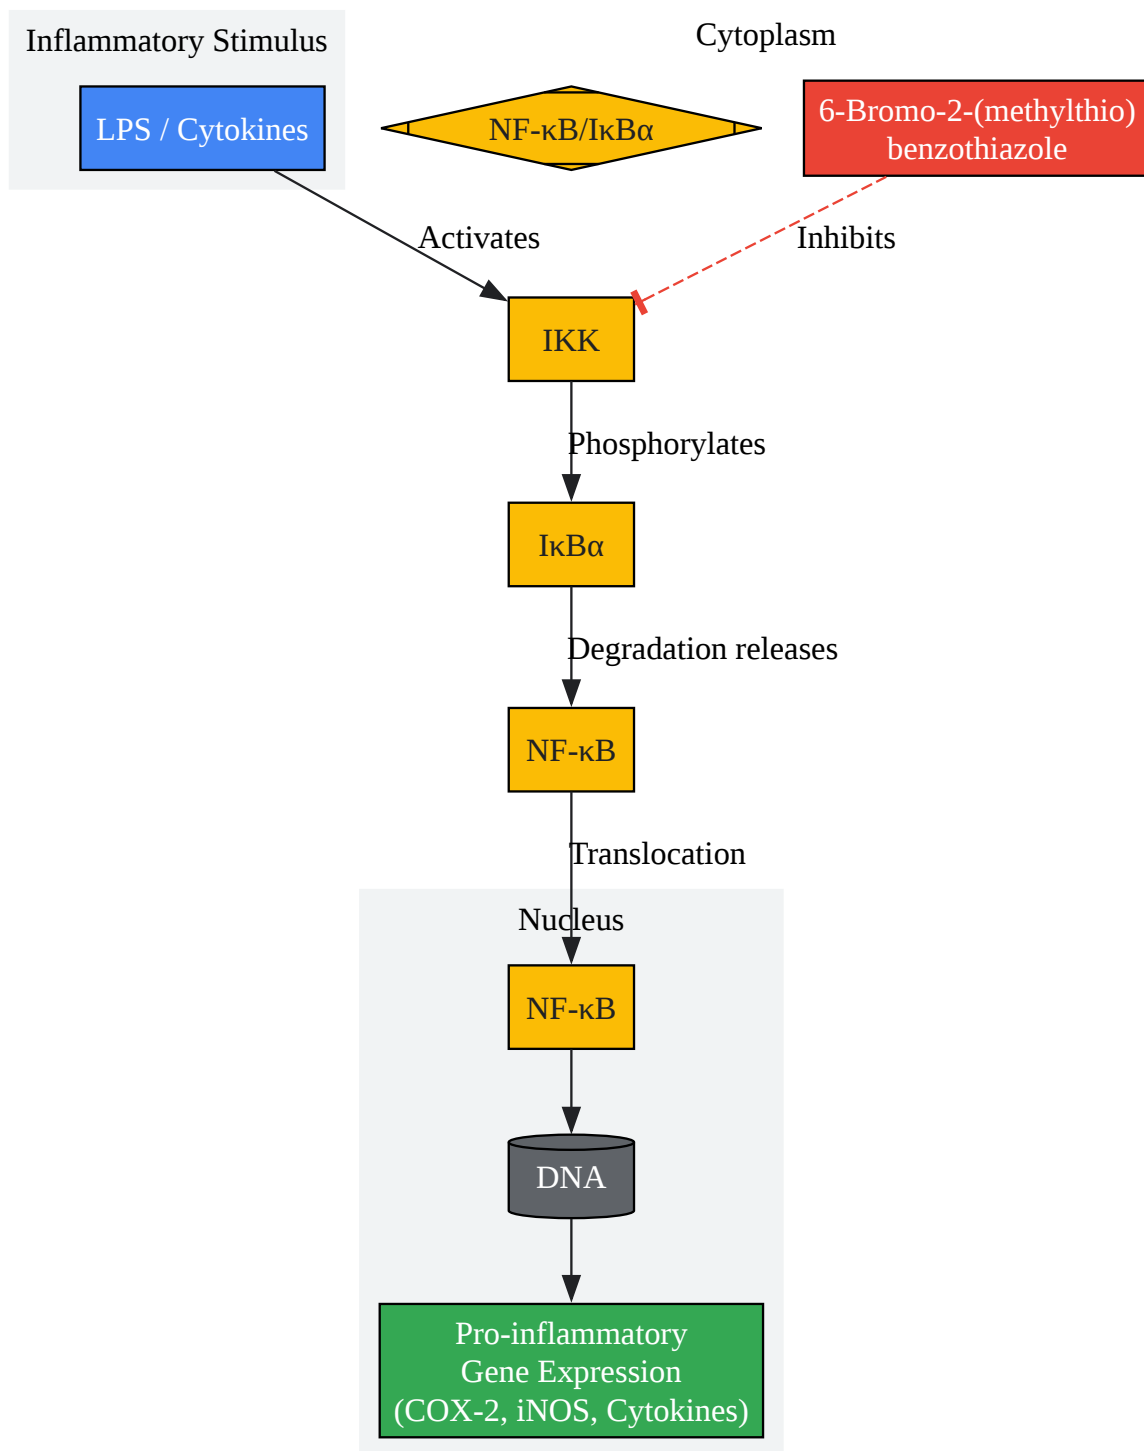 Inflammatory Stimulus
Cytoplasm
LPS / Cytokines
NF-κB/IκBα
6-Bromo-2-(methylthio)
benzothiazole
Activates
Inhibits
IKK
Phosphorylates
IκBα
Degradation releases
NF-κB
Translocation
Nucleus
NF-κB
DNA
Pro-inflammatory
Gene Expression
(COX-2, iNOS, Cytokines)